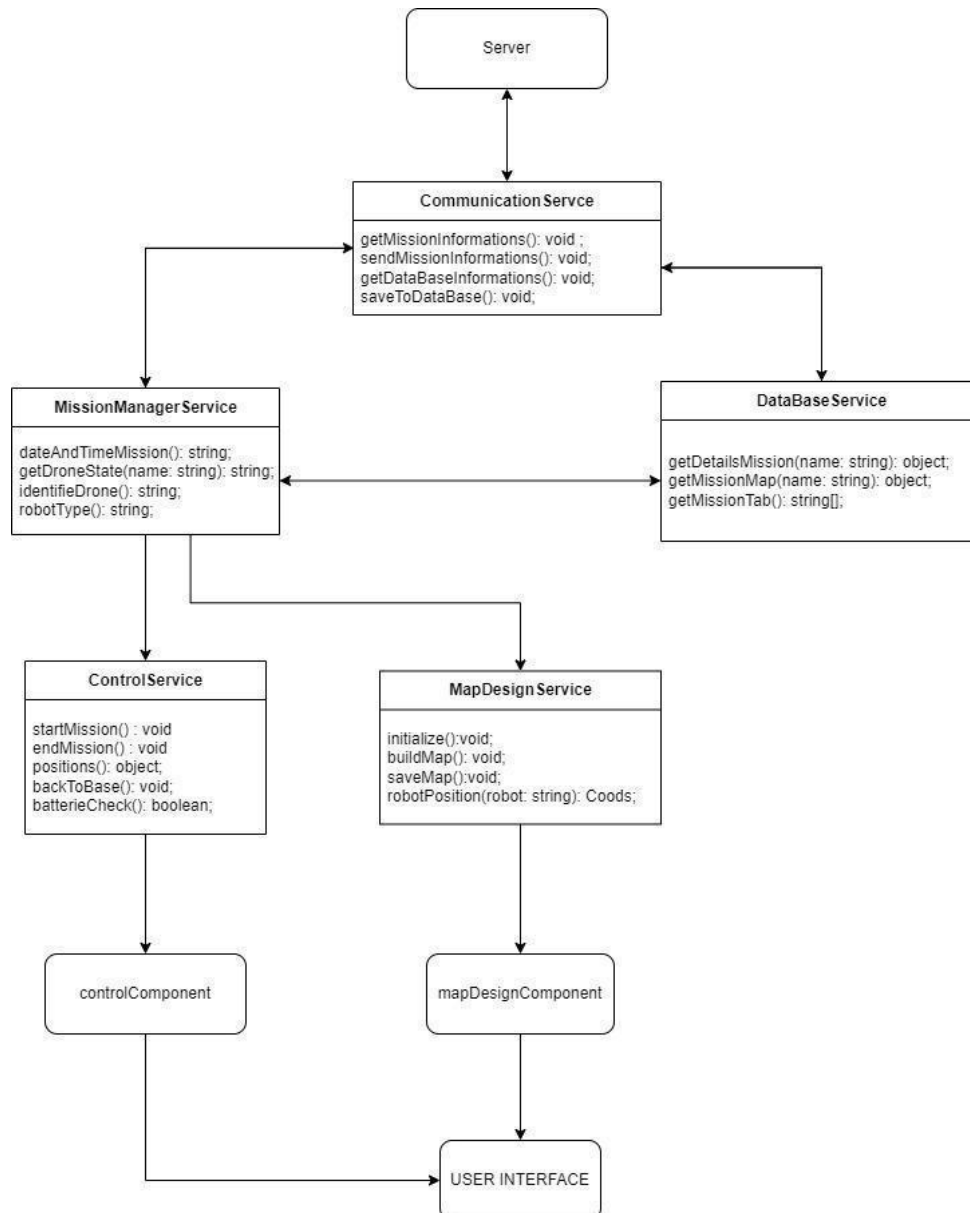 Server
CommunicationServce
getMissionInformations(): void ;
sendMissionInformations(): void;
getDataBaseInformations(): void;
saveToDataBase(): void;
MissionManagerService
dateAndTimeMission(): string;
getDroneState(name: string): string;
identifieDrone(): string;
robotType(): string;
DataBaseService
getDetailsMission(name: string): object;
getMissionMap(name: string): object;
getMissionTab(): string[];
ControlService
startMission() : void
endMission() : void
positions(): object;
backToBase(): void;
batterieCheck(): boolean;
MapDesignService
initialize():void;
buildMap(): void;
saveMap():void;
robotPosition(robot: string): Coods;
controlComponent
mapDesignComponent
USER INTERFACE